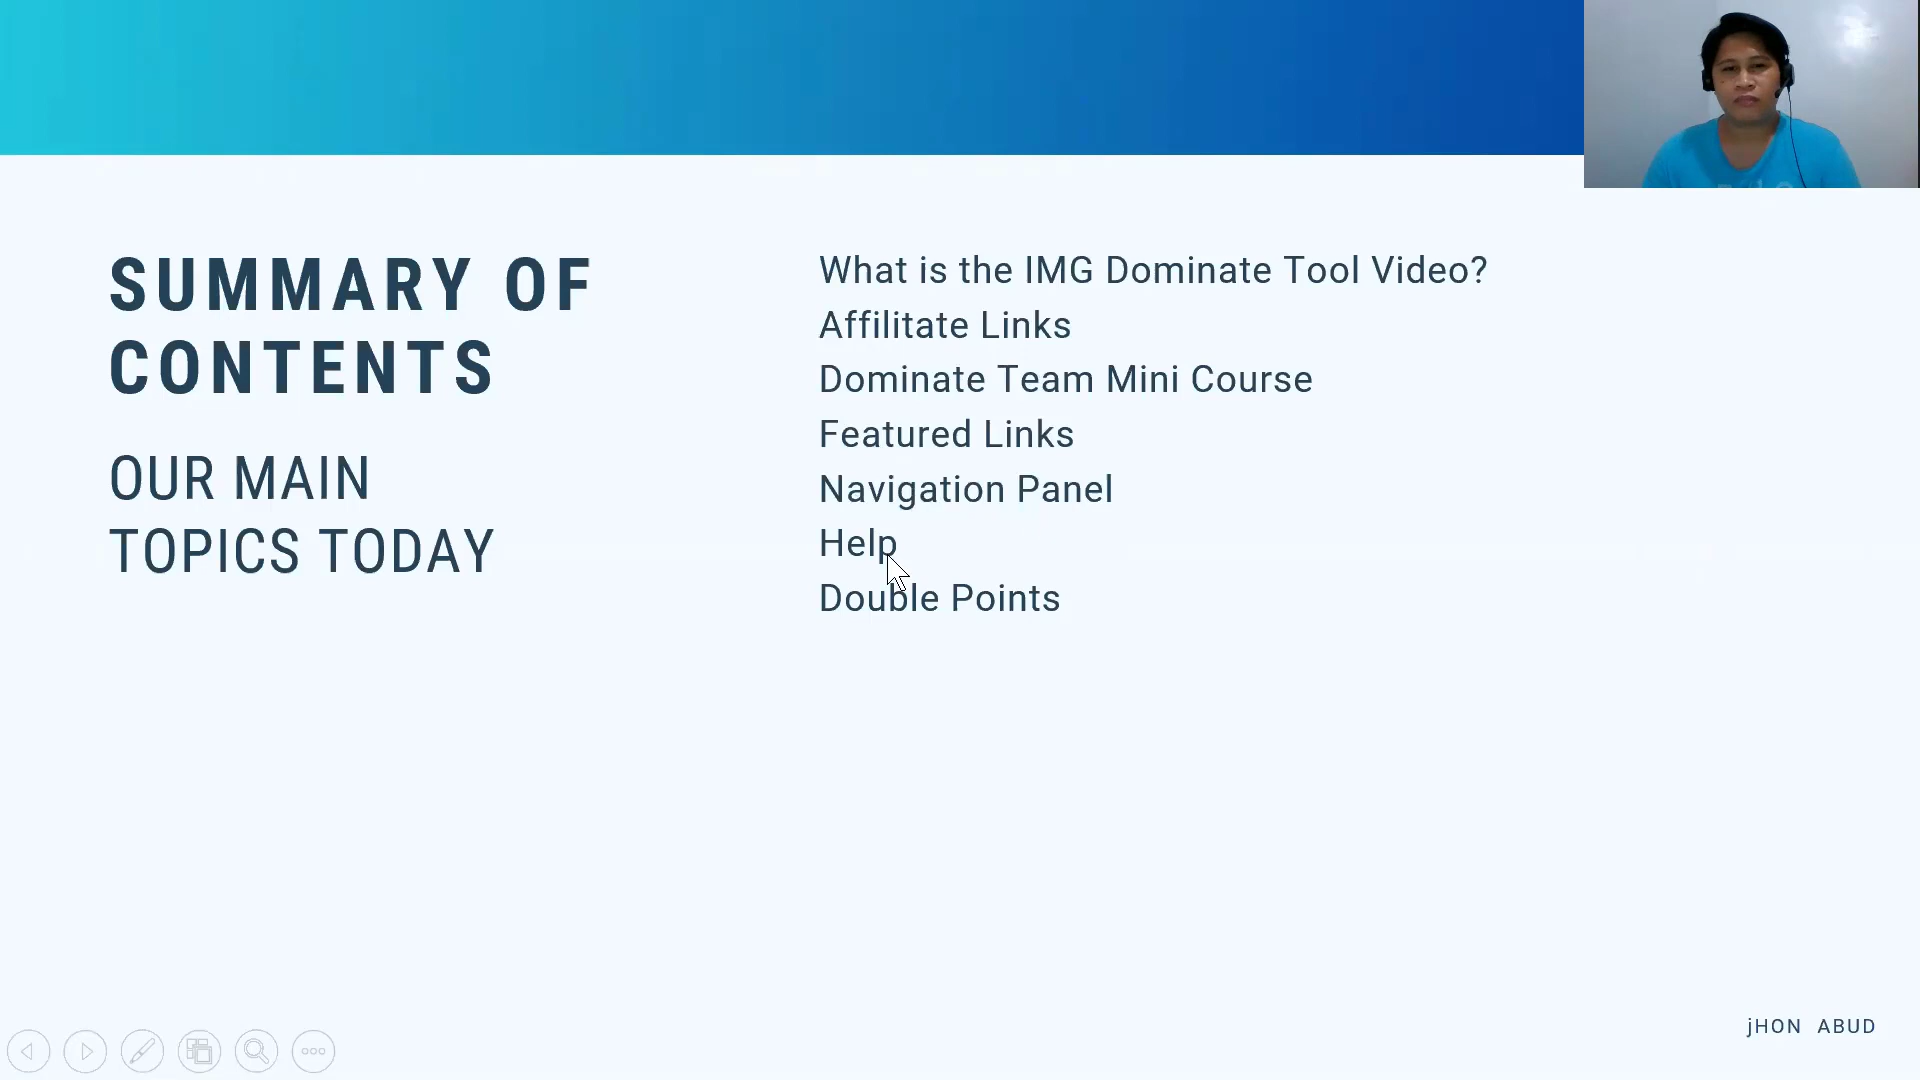 SUMMARY OF
CONTENTS
OUR MAIN
TOPICS TODAY
What is the IMG Dominate Tool Video?
Affilitate Links
Dominate Team Mini Course
Featured Links
Navigation Panel
Help
Double Points
jHON ABUD